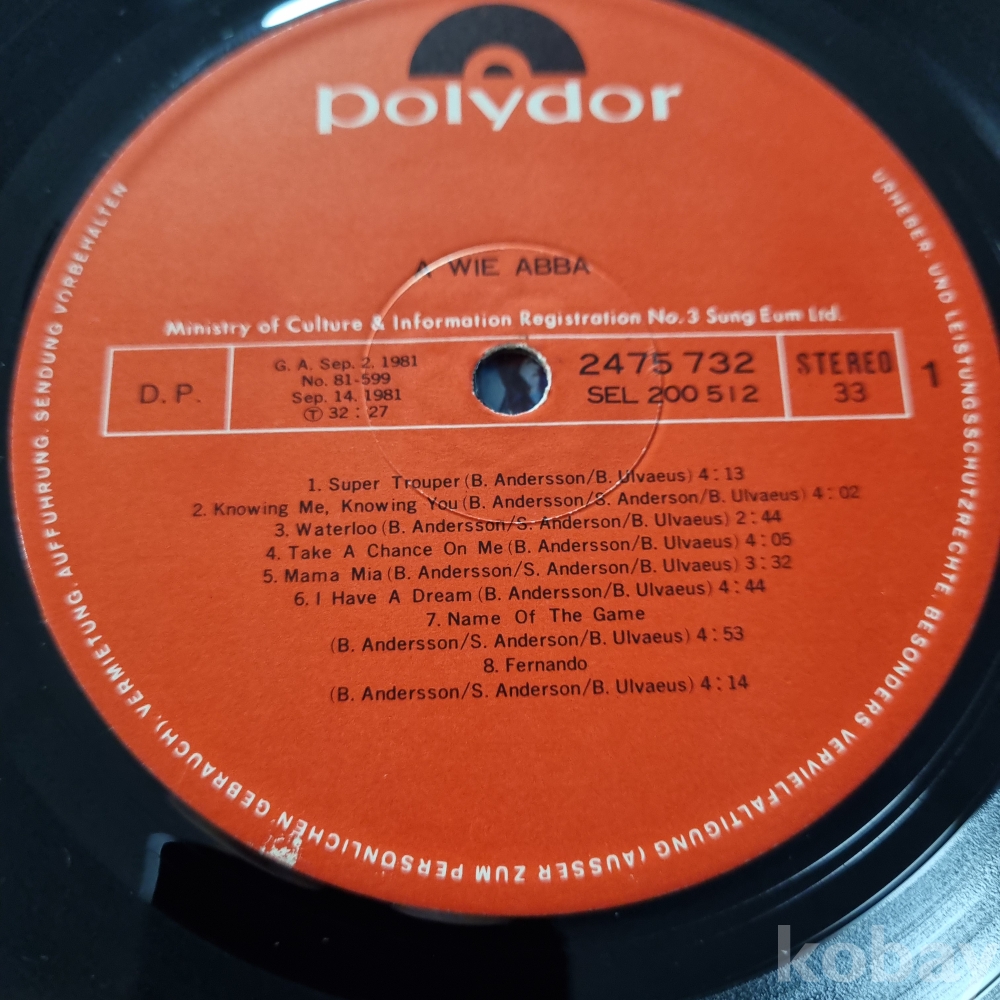 polydor
A WIE ABBA
Ministry of Culture & Information Registration No. 3 Sung Eum Ltd.
D. P.
G. A. Sep. 2. 1981
No. 81-599
Sep. 14. 1981
Ⓣ 32 : 27
2475 732
SEL 200 512
STEREO
33
1
1. Super Trouper (B. Andersson/B. Ulvaeus) 4 : 13
2. Knowing Me, Knowing You (B. Andersson/S. Anderson/B. Ulvaeus) 4 : 02
3. Waterloo (B. Andersson/S. Anderson/B. Ulvaeus) 2 : 44
4. Take A Chance On Me (B. Andersson/B. Ulvaeus) 4 : 05
5. Mama Mia (B. Andersson/S. Anderson/B. Ulvaeus) 3 : 32
6. I Have A Dream (B. Andersson/B. Ulvaeus) 4 : 44
7. Name Of The Game
(B. Andersson/S. Anderson/B. Ulvaeus) 4 : 53
8. Fernando
(B. Andersson/S. Anderson/B. Ulvaeus) 4 : 14
URHEBER- UND LEISTUNGSSCHUTZRECHTE, BESONDERS VERVIELFALTIGUNG (AUSSER ZUM PERSÖNLICHEN GEBRAUCH), VERMIETUNG, AUFFUHRUNG, SENDUNG VORBEHALTEN
kobay